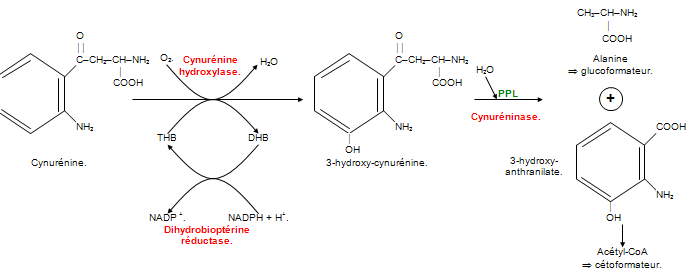 O
C–CH₂–CH–NH₂
COOH
NH₂
Cynurénine.
O₂.
Cynurénine
hydroxylase.
H₂O
THB
DHB
NADP⁺.
NADPH + H⁺.
Dihydrobioptérine
réductase.
O
C–CH₂–CH–NH₂
COOH
NH₂
OH
3-hydroxy-cynurénine.
H₂O
PPL
Cynuréninase.
CH₃–CH–NH₂
COOH
Alanine
⇒ glucoformateur.
+
COOH
3-hydroxy-
anthranilate.
NH₂
OH
Acétyl-CoA
⇒ cétoformateur.